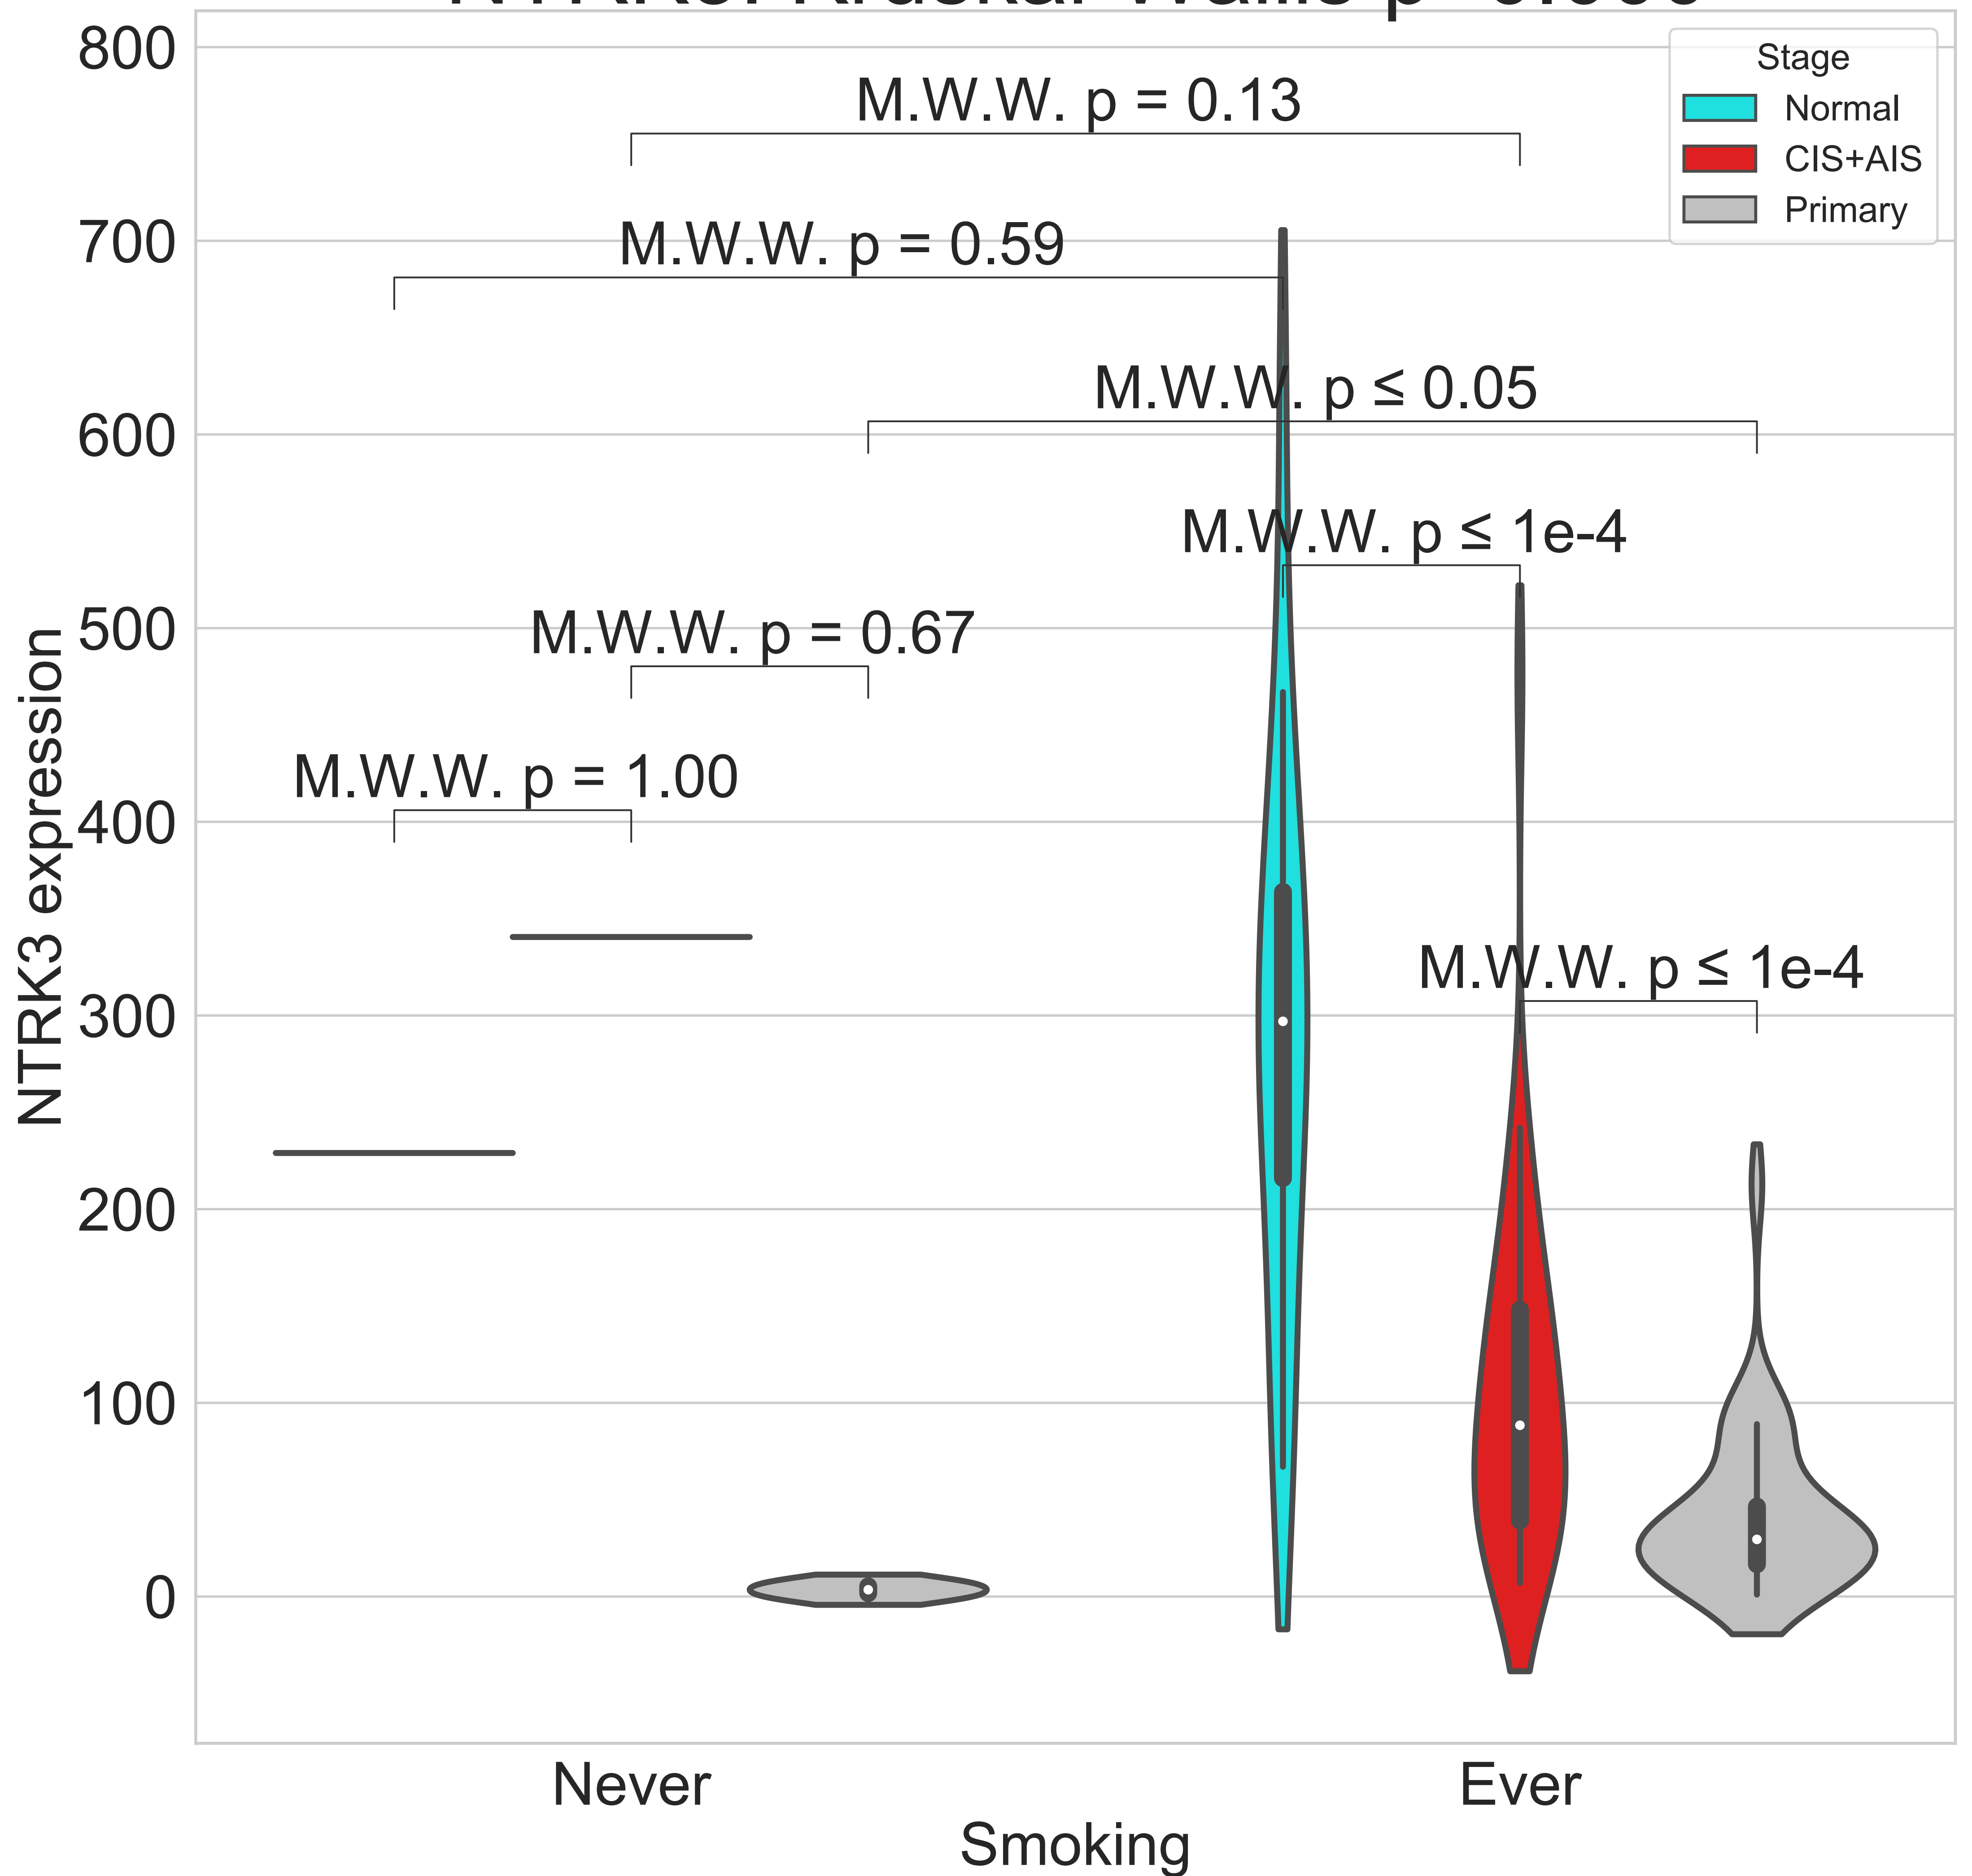 800
700
600
500
400
300
200
100
0
NTRK3 expression
M.W.W. p = 0.13
M.W.W. p = 0.59
M.W.W. p ≤ 0.05
M.W.W. p ≤ 1e-4
M.W.W. p = 0.67
M.W.W. p = 1.00
M.W.W. p ≤ 1e-4
Stage
Normal
CIS+AIS
Primary
Never
Ever
Smoking